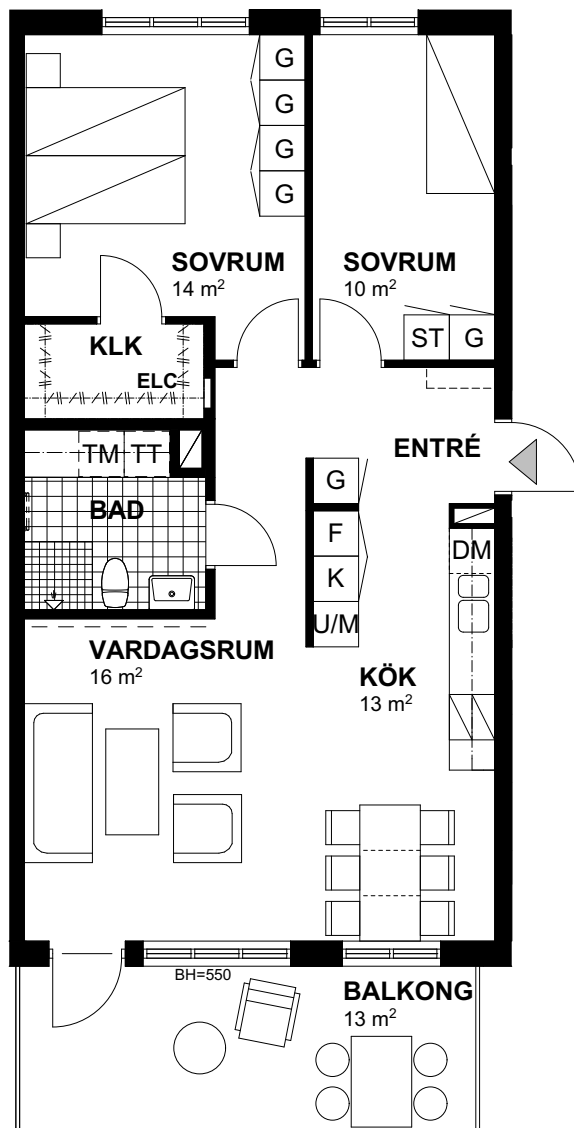 G
G
G
G
SOVRUM
14 m²
SOVRUM
10 m²
ST G
KLK
ELC
ENTRÉ
TM TT
G
BAD
F
DM
K
U/M
VARDAGSRUM
16 m²
KÖK
13 m²
BH=550
BALKONG
13 m²